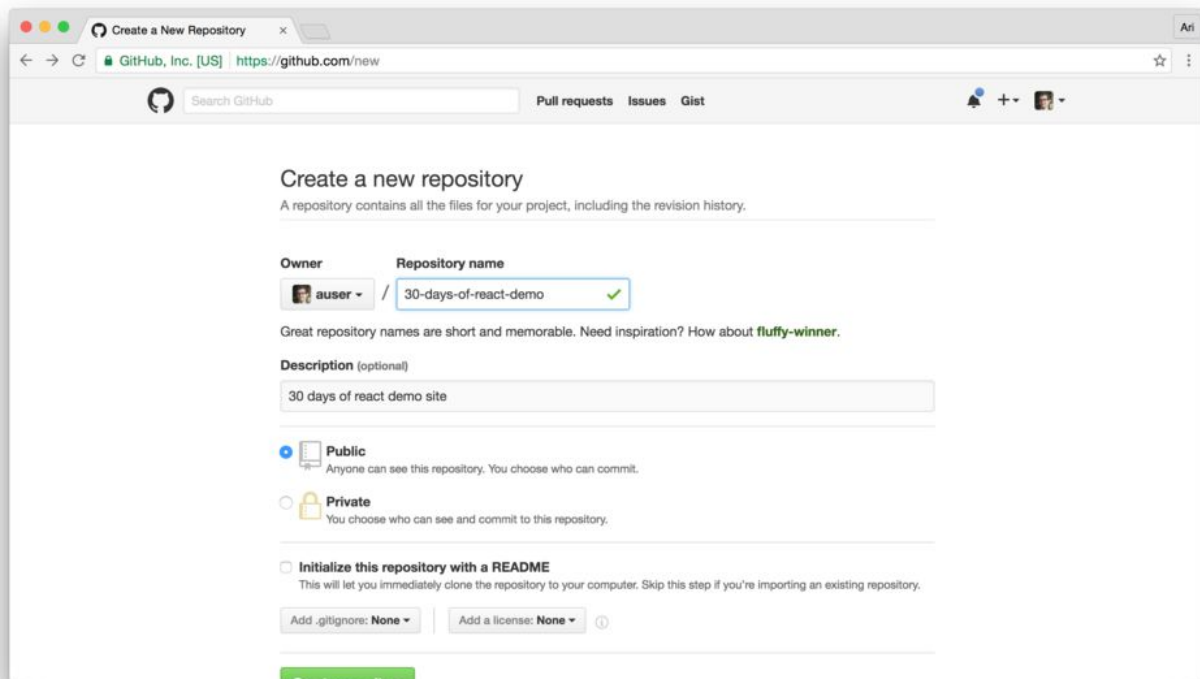 Create a New Repository
Ari
GitHub, Inc. [US] https://github.com/new
Search GitHub Pull requests Issues Gist
Create a new repository
A repository contains all the files for your project, including the revision history.
Owner Repository name
auser / 30-days-of-react-demo
Great repository names are short and memorable. Need inspiration? How about fluffy-winner.
Description (optional)
30 days of react demo site
Public
Anyone can see this repository. You choose who can commit.
Private
You choose who can see and commit to this repository.
Initialize this repository with a README
This will let you immediately clone the repository to your computer. Skip this step if you're importing an existing repository.
Add .gitignore: None Add a license: None